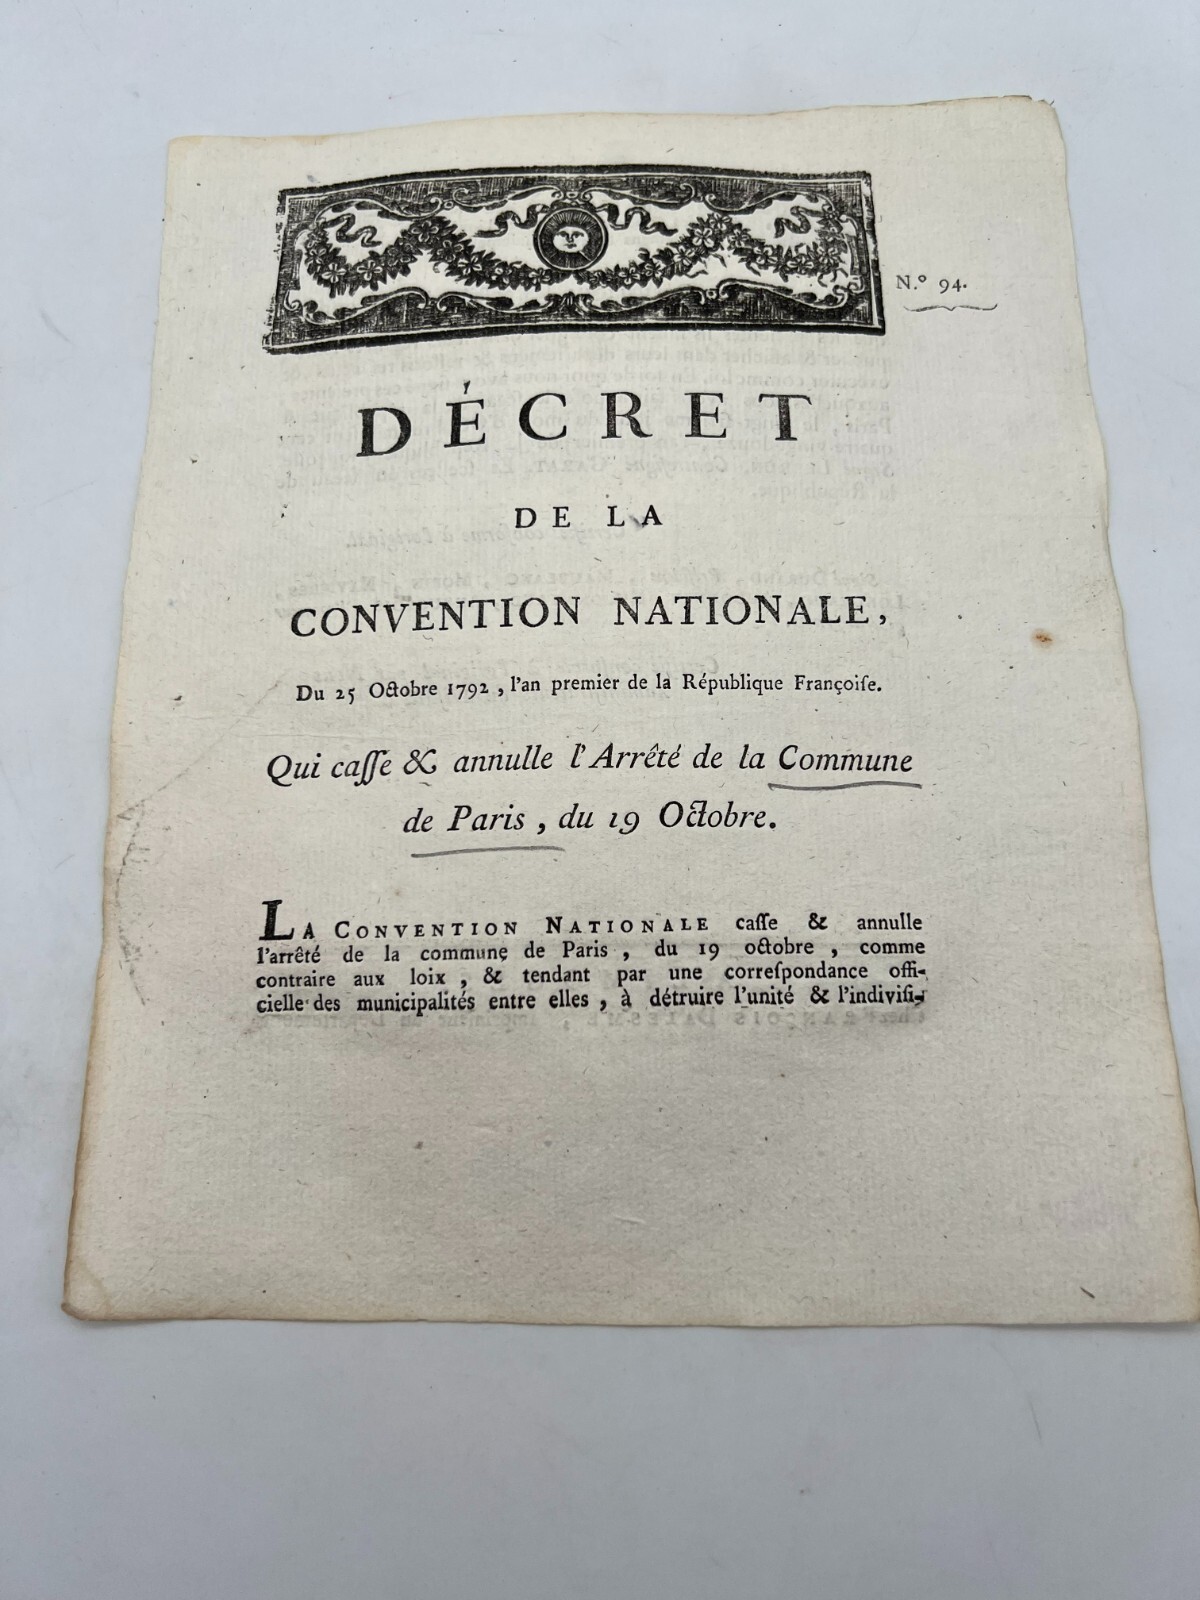 N.º 94.
DÉCRET
DE LA
CONVENTION NATIONALE,
Du 25 Octobre 1792, l'an premier de la République Françoiſe.
Qui caſſe & annulle l'Arrêté de la Commune
de Paris, du 19 Octobre.
LA CONVENTION NATIONALE caſſe & annulle
l'arrêté de la commune de Paris, du 19 octobre, comme
contraire aux loix, & tendant par une correſpondance offi-
cielle des municipalités entre elles, à détruire l'unité & l'indiviſi-